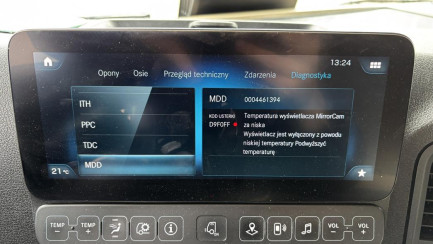 13:24
Opony Osie Przegląd techniczny Zdarzenia Diagnostyka
ITH
PPC
TDC
MDD
MDD 0004461394
KOD USTERKI
D9F0FF
Temperatura wyświetlacza MirrorCam
za niska
Wyświetlacz jest wyłączony z powodu
niskiej temperatury Podwyższyć
temperaturę
21 °C
TEMP
−
TEMP
+
VOL
−
VOL
+